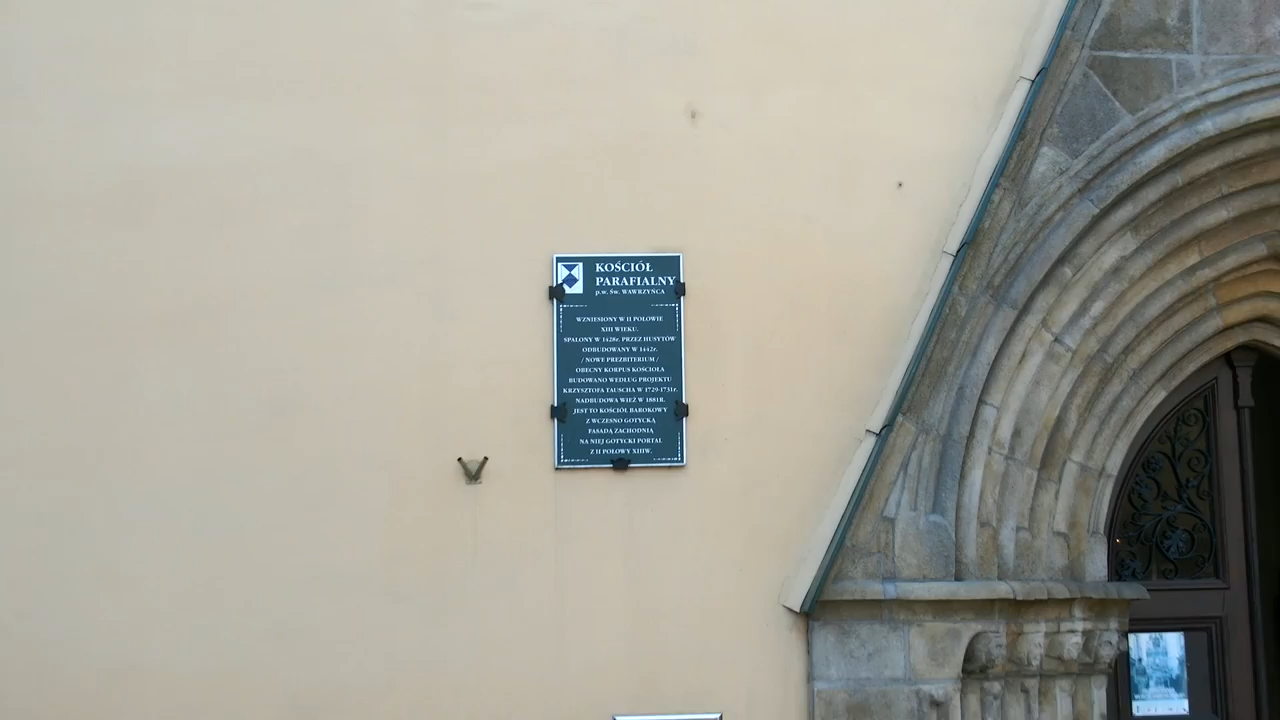 KOŚCIÓŁ
PARAFIALNY
p.w. Św. WAWRZYŃCA
WZNIESIONY W II POŁOWIE
XIII WIEKU.
SPALONY W 1428r. PRZEZ HUSYTÓW
ODBUDOWANY W 1442r.
/ NOWE PREZBITERIUM /
OBECNY KORPUS KOŚCIOŁA
BUDOWANO WEDŁUG PROJEKTU
KRZYSZTOFA TAUSCHA W 1729-1731r.
NADBUDOWA WIEŻ W 1881R.
JEST TO KOŚCIÓŁ BAROKOWY
Z WCZESNO GOTYCKĄ
FASADĄ ZACHODNIĄ
NA NIEJ GOTYCKI PORTAL
Z II POŁOWY XIIIW.